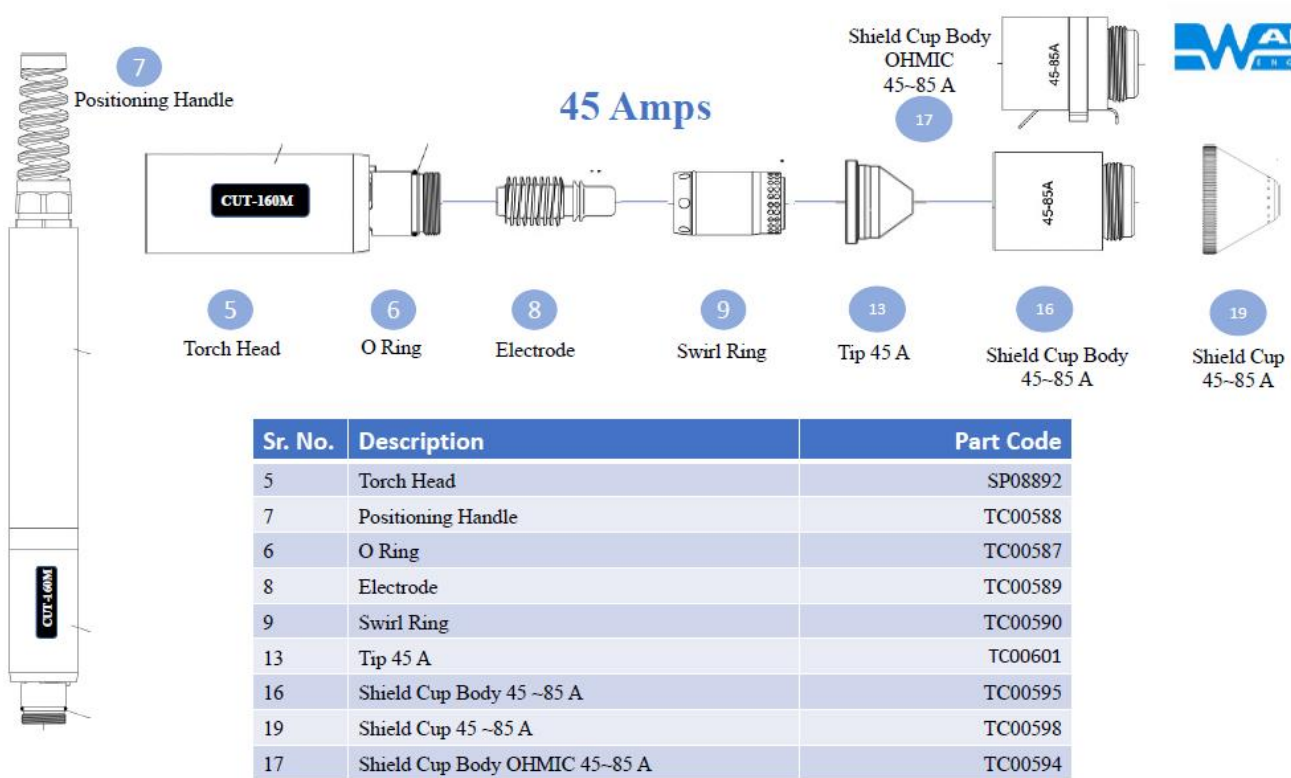 Shield Cup Body
OHMIC
45~85 A
17
45-85A
7
Positioning Handle
45 Amps
CUT-160M
45-85A
5
6
8
9
13
16
19
Torch Head
O Ring
Electrode
Swirl Ring
Tip 45 A
Shield Cup Body
45~85 A
Shield Cup
45~85 A
CUT-160M
Sr. No. Description Part Code
5 Torch Head SP08892
7 Positioning Handle TC00588
6 O Ring TC00587
8 Electrode TC00589
9 Swirl Ring TC00590
13 Tip 45 A TC00601
16 Shield Cup Body 45 ~85 A TC00595
19 Shield Cup 45 ~85 A TC00598
17 Shield Cup Body OHMIC 45~85 A TC00594